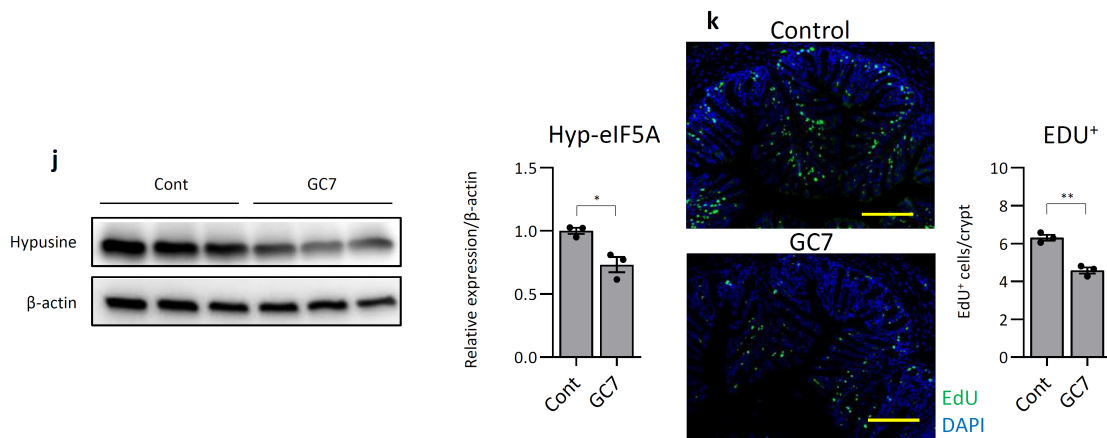 j
Cont GC7
Hypusine
β-actin
Hyp-eIF5A
Relative expression/β-actin
1.5
1.0
0.5
0.0
*
Cont
GC7
k
Control
GC7
EdU
DAPI
EDU⁺
EdU⁺ cells/crypt
10
8
6
4
2
0
**
Cont
GC7